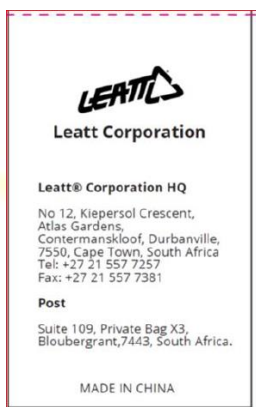 LEATT
Leatt Corporation
Leatt® Corporation HQ
No 12, Kiepersol Crescent,
Atlas Gardens,
Contermanskloof, Durbanville,
7550, Cape Town, South Africa
Tel: +27 21 557 7257
Fax: +27 21 557 7381
Post
Suite 109, Private Bag X3,
Bloubergrant,7443, South Africa.
MADE IN CHINA